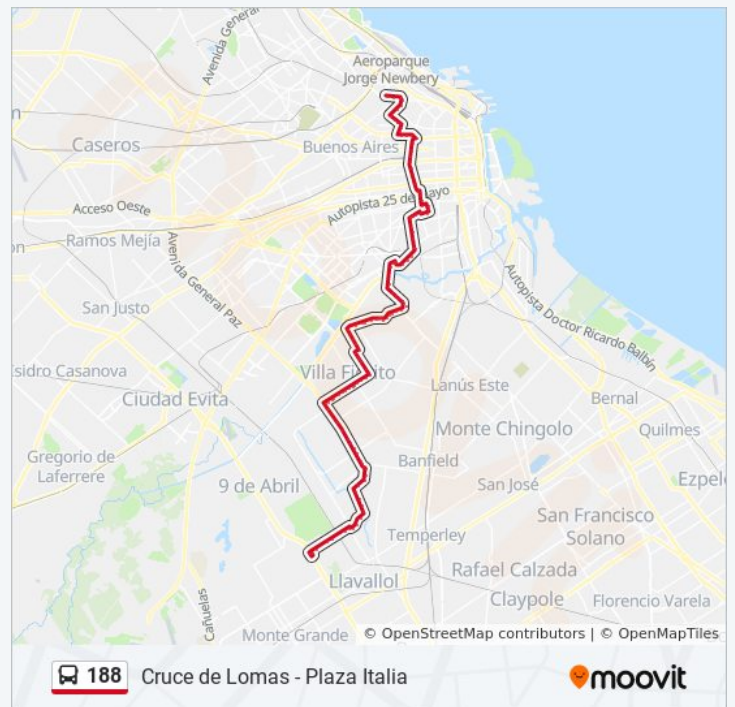 Avenida General
Aeroparque
Jorge Newbery
n
Caseros
Buenos Aires
Acceso Oeste
Autopista 25 de Mayo
on
Ramos Mejía
Avenida General Paz
Autopista Doctor Ricardo Balbín
San Justo
isidro Casanova
Villa Fiorito
Ciudad Evita
Lanús Este
Bernal
Monte Chingolo
Quilmes
Gregorio de
Laferrere
Banfield
9 de Abril
San José
Ezpel
San Francisco
Solano
Temperley
Cañuelas
Llavallol
Rafael Calzada
Claypole
Florencio Varela
Monte Grande
© OpenStreetMap contributors | © OpenMapTiles
188 Cruce de Lomas - Plaza Italia
moovit